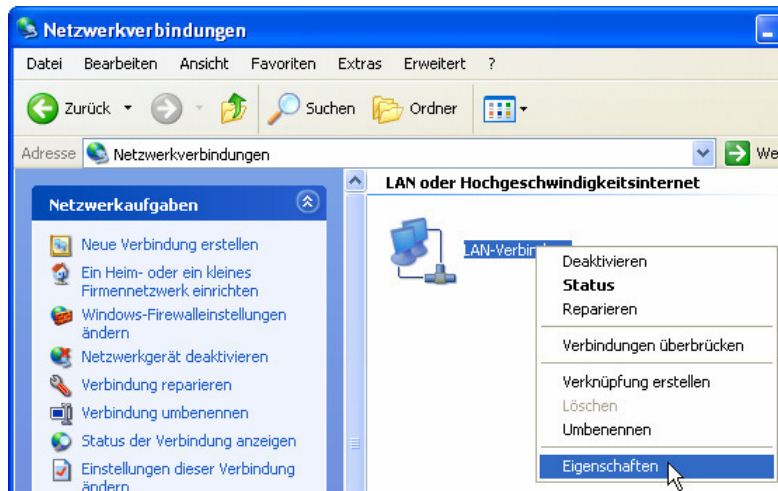 Netzwerkverbindungen
Datei Bearbeiten Ansicht Favoriten Extras Erweitert ?
Zurück Suchen Ordner
Adresse Netzwerkverbindungen We
Netzwerkaufgaben
Neue Verbindung erstellen
Ein Heim- oder ein kleines
Firmennetzwerk einrichten
Windows-Firewalleinstellungen
ändern
Netzwerkgerät deaktivieren
Verbindung reparieren
Verbindung umbenennen
Status der Verbindung anzeigen
Einstellungen dieser Verbindung
ändern
LAN oder Hochgeschwindigkeitsinternet
Deaktivieren
Status
Reparieren
Verbindungen überbrücken
Verknüpfung erstellen
Löschen
Umbenennen
Eigenschaften